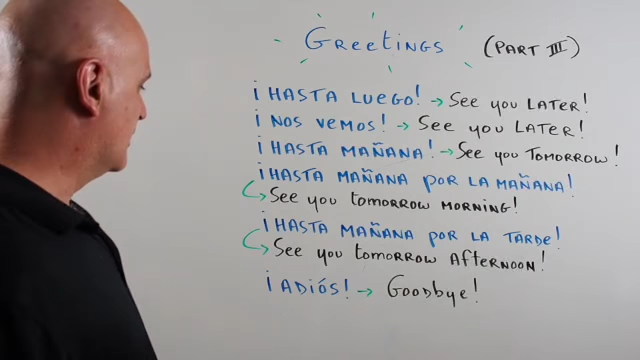 Greetings (Part III)
¡Hasta luego! → See you later!
¡Nos vemos! → See you later!
¡Hasta mañana! → See you tomorrow!
¡Hasta mañana por la mañana!
↳ See you tomorrow morning!
¡Hasta mañana por la tarde!
↳ See you tomorrow afternoon!
¡Adiós! → Goodbye!